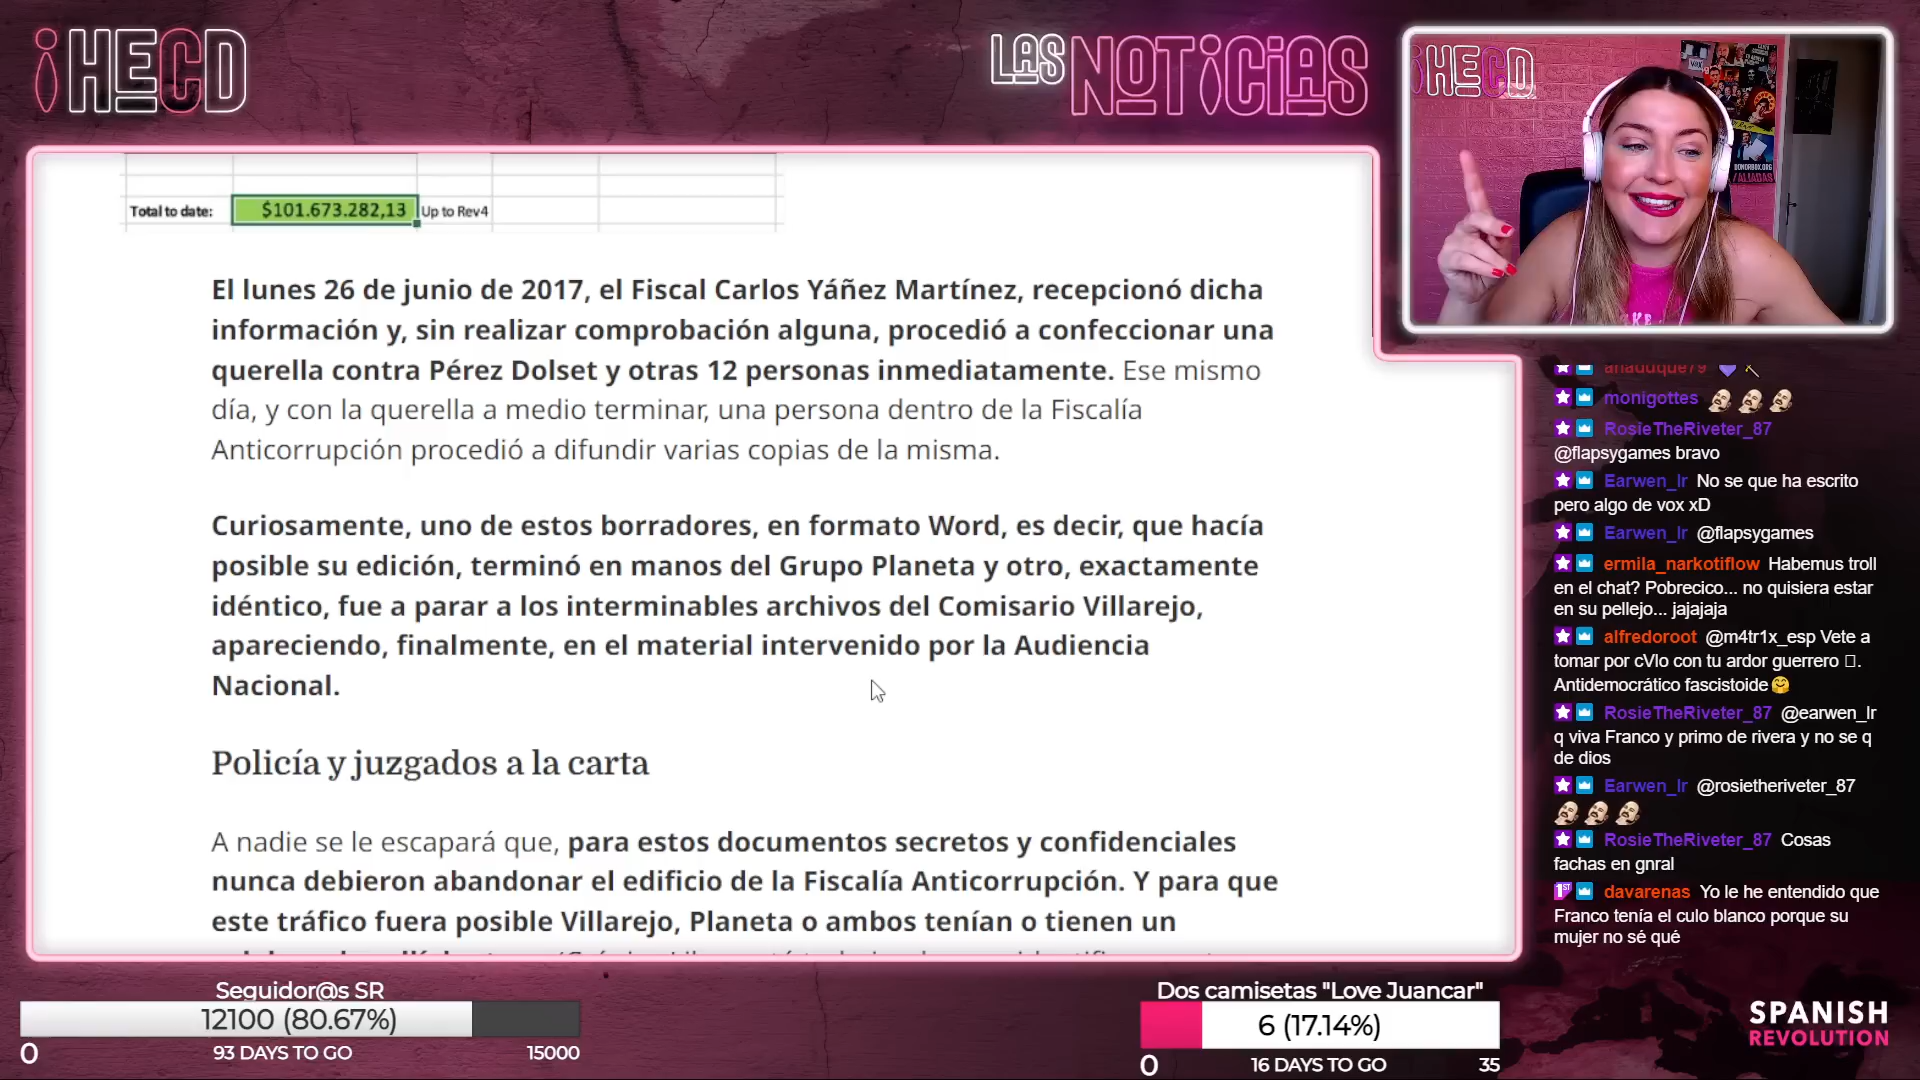 ¡HECD
LAS NOTICIAS
¡HECD
Total to date: $101.673.282,13 Up to Rev4
El lunes 26 de junio de 2017, el Fiscal Carlos Yáñez Martínez, recepcionó dicha
información y, sin realizar comprobación alguna, procedió a confeccionar una
querella contra Pérez Dolset y otras 12 personas inmediatamente. Ese mismo
día, y con la querella a medio terminar, una persona dentro de la Fiscalía
Anticorrupción procedió a difundir varias copias de la misma.
Curiosamente, uno de estos borradores, en formato Word, es decir, que hacía
posible su edición, terminó en manos del Grupo Planeta y otro, exactamente
idéntico, fue a parar a los interminables archivos del Comisario Villarejo,
apareciendo, finalmente, en el material intervenido por la Audiencia
Nacional.
Policía y juzgados a la carta
A nadie se le escapará que, para estos documentos secretos y confidenciales
nunca debieron abandonar el edificio de la Fiscalía Anticorrupción. Y para que
este tráfico fuera posible Villarejo, Planeta o ambos tenían o tienen un
anaduque79
monigottes
RosieTheRiveter_87
@flapsygames bravo
Earwen_lr No se que ha escrito
pero algo de vox xD
Earwen_lr @flapsygames
ermila_narkotiflow Habemus troll
en el chat? Pobrecico... no quisiera estar
en su pellejo... jajajaja
alfredoroot @m4tr1x_esp Vete a
tomar por cVlo con tu ardor guerrero .
Antidemocrático fascistoide
RosieTheRiveter_87 @earwen_lr
q viva Franco y primo de rivera y no se q
de dios
Earwen_lr @rosietheriveter_87
RosieTheRiveter_87 Cosas
fachas en gnral
1ST davarenas Yo le he entendido que
Franco tenía el culo blanco porque su
mujer no sé qué
Seguidor@s SR
12100 (80.67%)
0 93 DAYS TO GO 15000
Dos camisetas "Love Juancar"
6 (17.14%)
0 16 DAYS TO GO 35
SPANISH
REVOLUTION